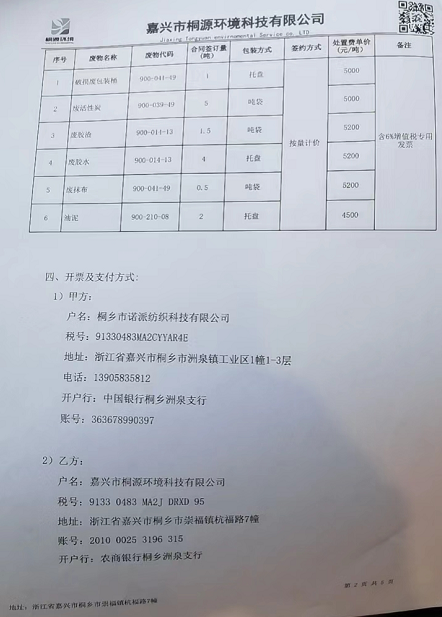 桐源环境
嘉兴市桐源环境科技有限公司
Jiaxing Tongyuan environmental Service co. LTD
序号 废物名称 废物代码 合同签订量（吨） 包装方式 签约方式 处置费单价（元/吨） 备注
1 破损废包装桶 900-041-49 1 托盘 按量计价 5000 含6%增值税专用发票
2 废活性炭 900-039-49 5 吨袋 5000
3 废胶渣 900-014-13 1.5 吨袋 5200
4 废胶水 900-014-13 4 托盘 5200
5 废抹布 900-041-49 0.5 吨袋 5200
6 油泥 900-210-08 2 托盘 4500
四、开票及支付方式:
1）甲方:
户名: 桐乡市诺派纺织科技有限公司
税号: 91330483MA2CYYAR4E
地址: 浙江省嘉兴市桐乡市洲泉镇工业区1幢1-3层
电话: 13905835812
开户行: 中国银行桐乡洲泉支行
账号: 363678990397
2）乙方:
户名: 嘉兴市桐源环境科技有限公司
税号: 9133 0483 MA2J DRXD 95
地址: 浙江省嘉兴市桐乡市崇福镇杭福路7幢
账号: 2010 0025 3196 315
开户行: 农商银行桐乡洲泉支行
地址: 浙江省嘉兴市桐乡市崇福镇杭福路7幢